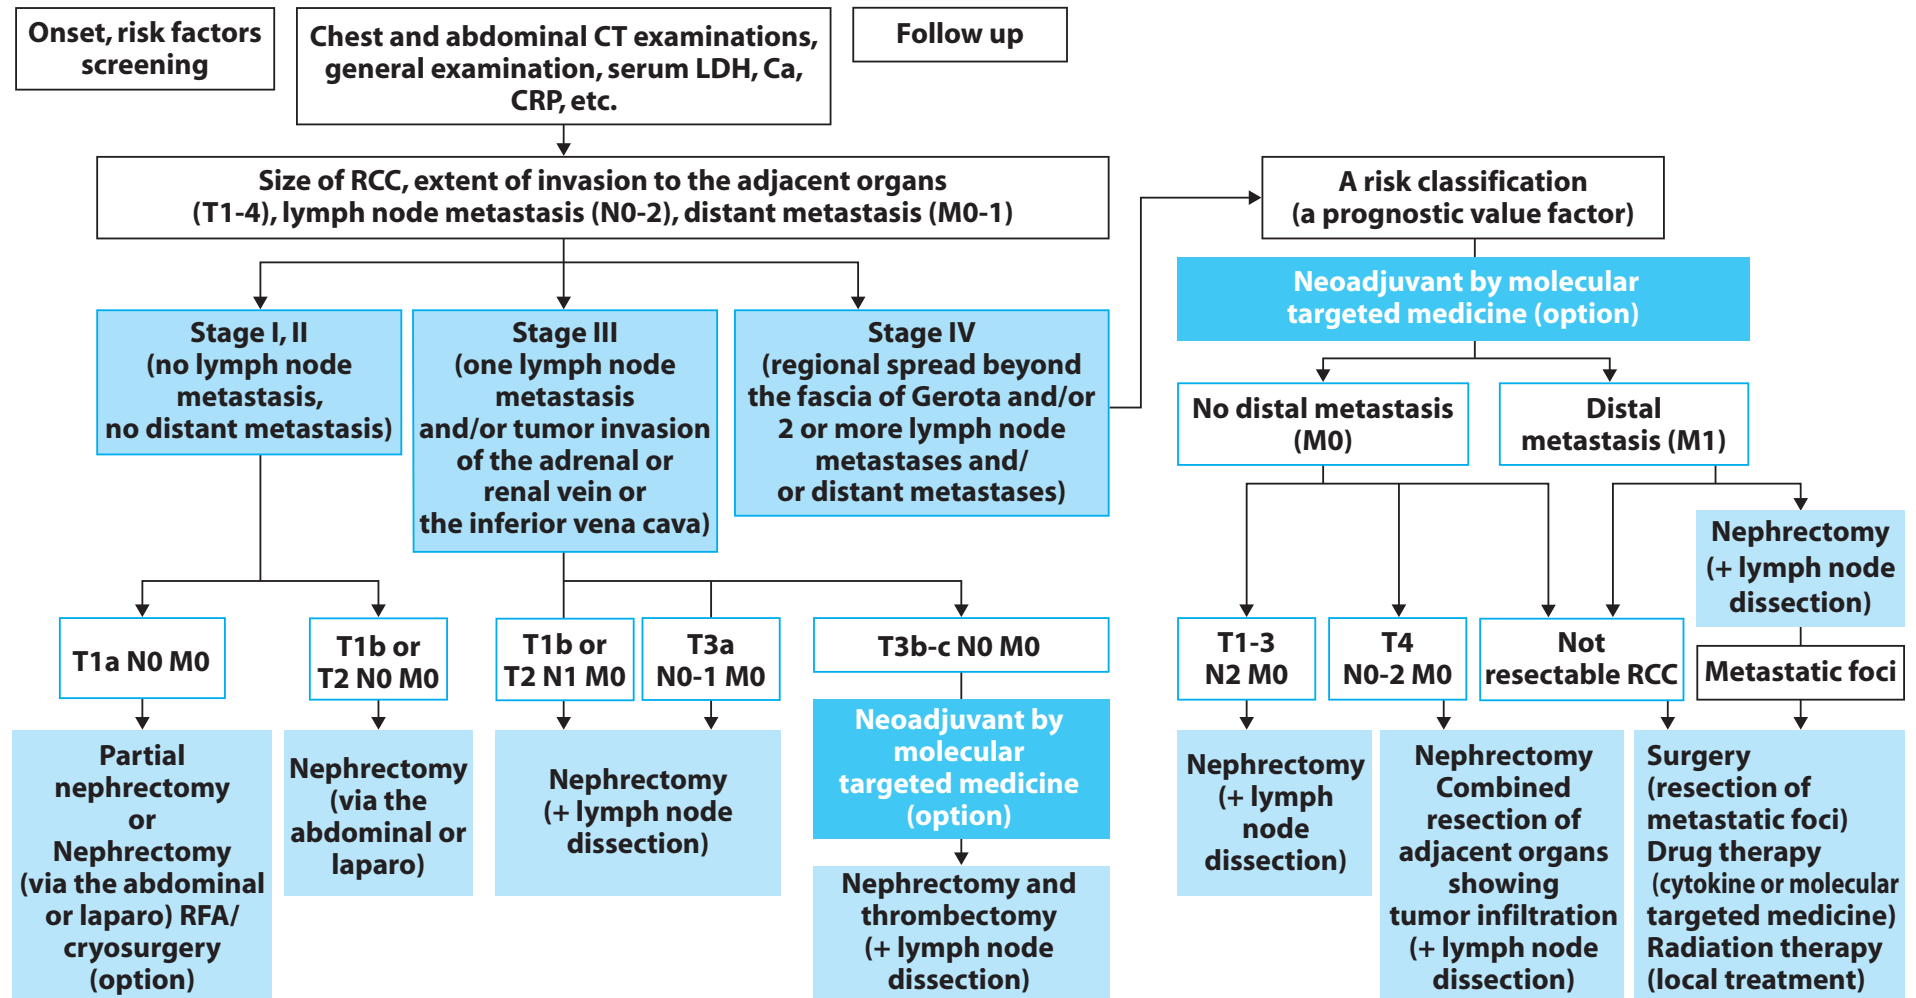 Onset, risk factors
screening
Chest and abdominal CT examinations,
general examination, serum LDH, Ca,
CRP, etc.
Follow up
Size of RCC, extent of invasion to the adjacent organs
(T1-4), lymph node metastasis (N0-2), distant metastasis (M0-1)
A risk classification
(a prognostic value factor)
Neoadjuvant by molecular
targeted medicine (option)
Stage I, II
(no lymph node
metastasis,
no distant metastasis)
Stage III
(one lymph node
metastasis
and/or tumor invasion
of the adrenal or
renal vein or
the inferior vena cava)
Stage IV
(regional spread beyond
the fascia of Gerota and/or
2 or more lymph node
metastases and/
or distant metastases)
No distal metastasis
(M0)
Distal
metastasis (M1)
Nephrectomy
(+ lymph node
dissection)
T1a N0 M0
T1b or
T2 N0 M0
T1b or
T2 N1 M0
T3a
N0-1 M0
T3b-c N0 M0
T1-3
N2 M0
T4
N0-2 M0
Not
resectable RCC
Metastatic foci
Partial
nephrectomy
or
Nephrectomy
(via the abdominal
or laparo) RFA/
cryosurgery
(option)
Nephrectomy
(via the
abdominal or
laparo)
Nephrectomy
(+ lymph node
dissection)
Neoadjuvant by
molecular
targeted medicine
(option)
Nephrectomy and
thrombectomy
(+ lymph node
dissection)
Nephrectomy
(+ lymph
node
dissection)
Nephrectomy
Combined
resection of
adjacent organs
showing
tumor infiltration
(+ lymph node
dissection)
Surgery
(resection of
metastatic foci)
Drug therapy
(cytokine or molecular
targeted medicine)
Radiation therapy
(local treatment)